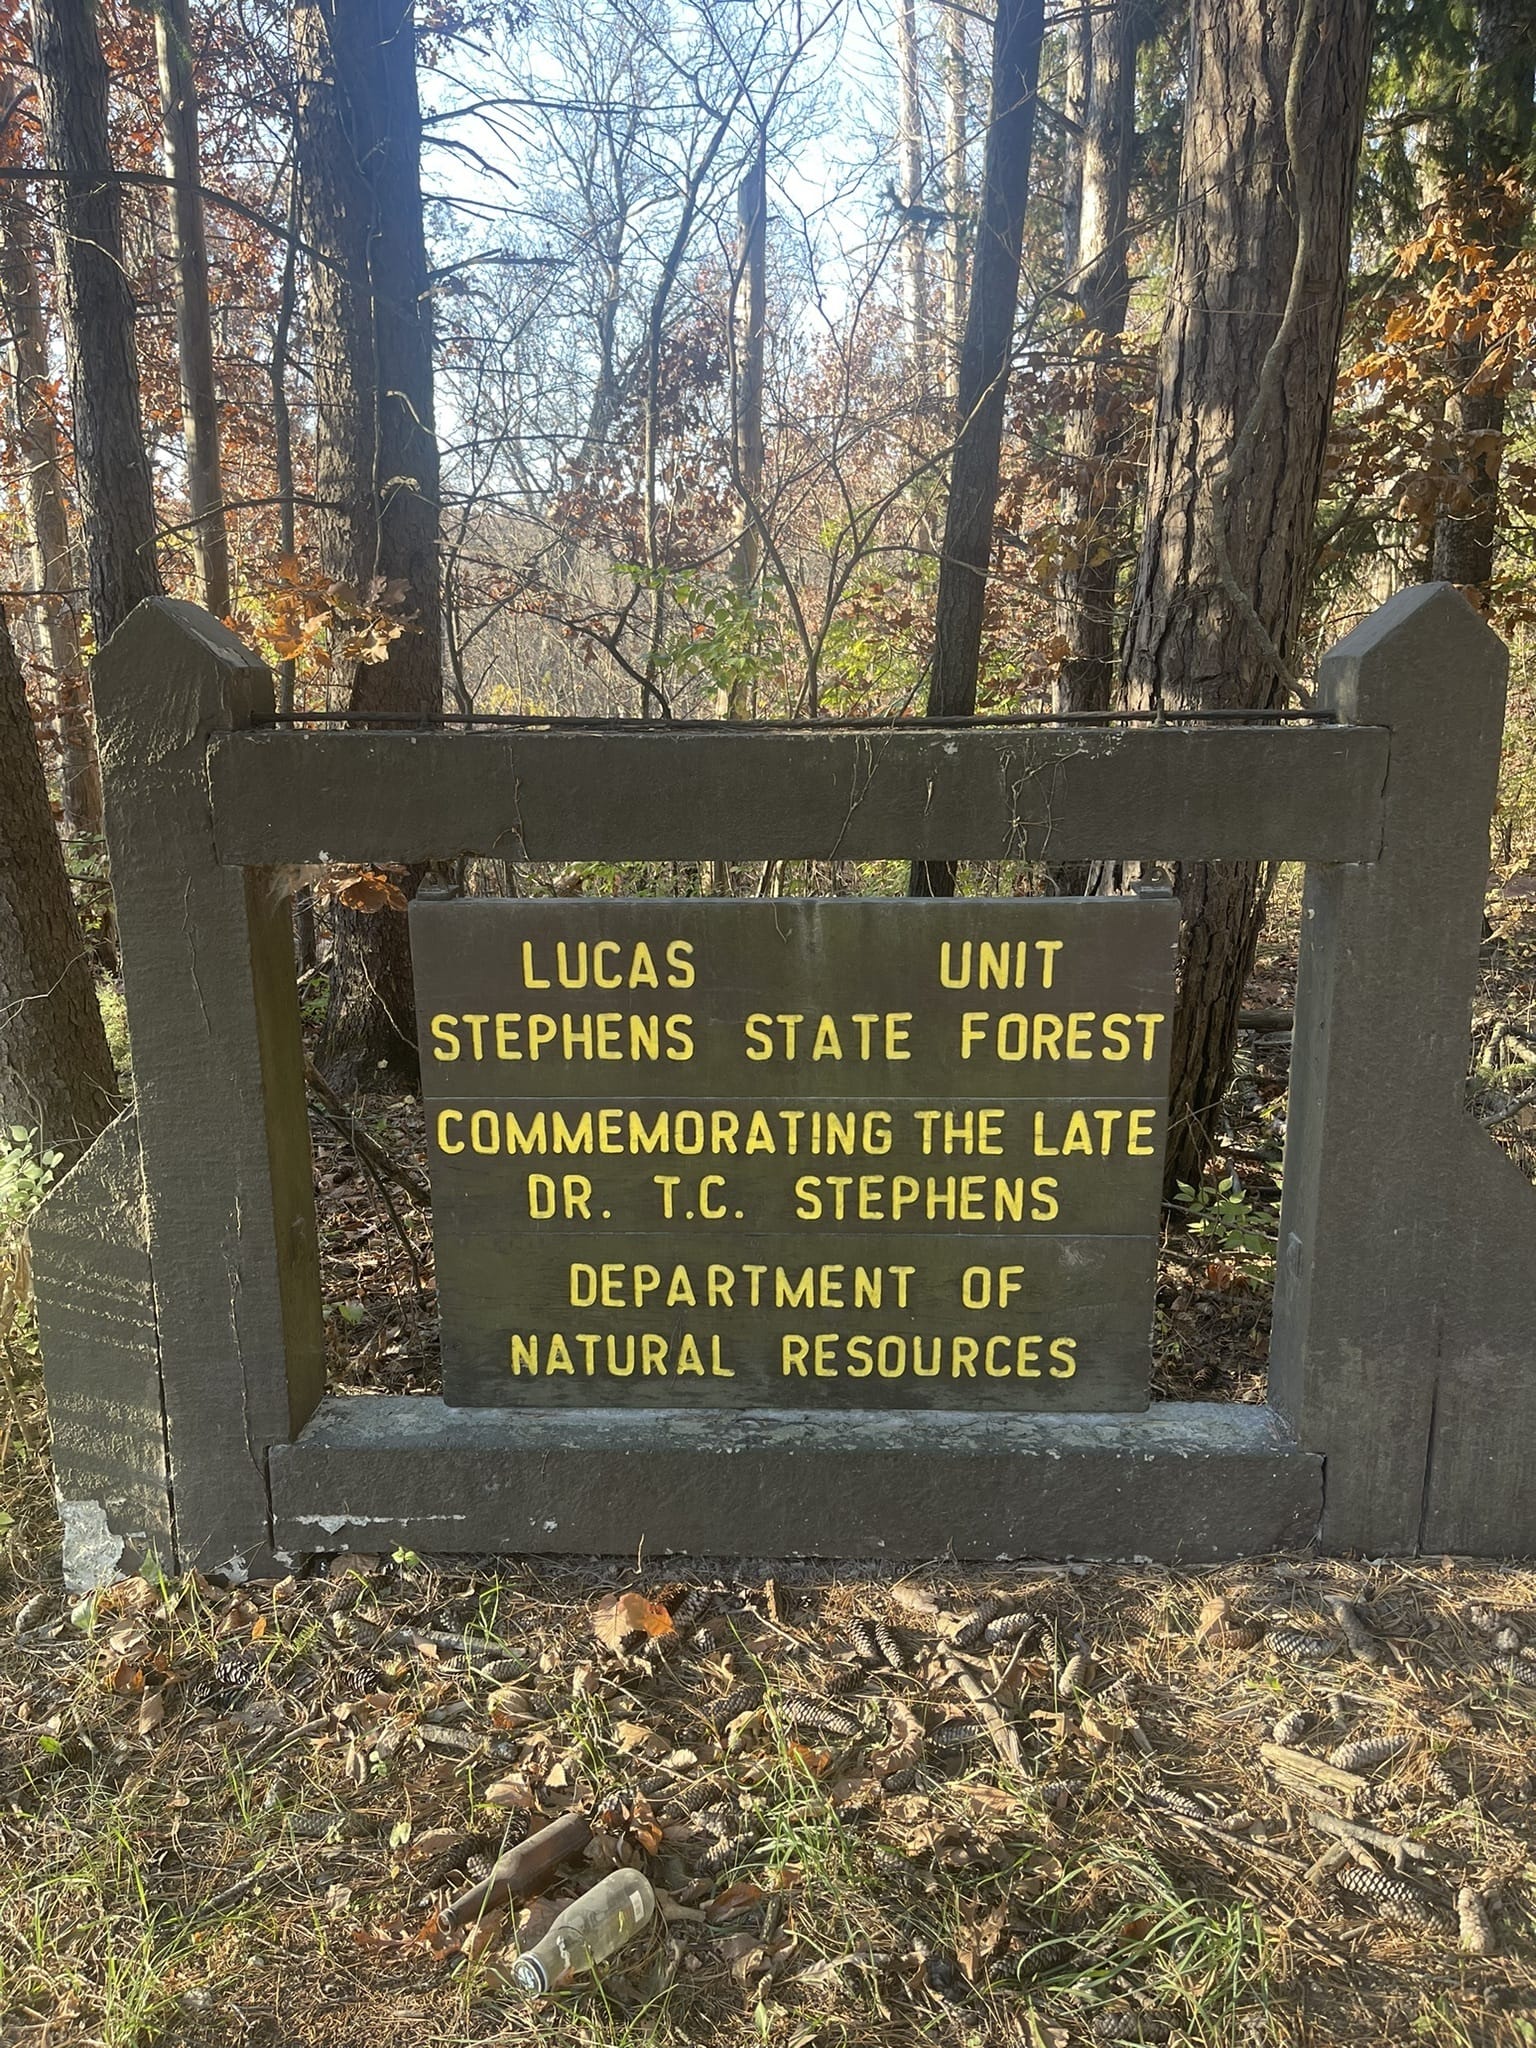 LUCAS UNIT
STEPHENS STATE FOREST
COMMEMORATING THE LATE
DR. T.C. STEPHENS
DEPARTMENT OF
NATURAL RESOURCES